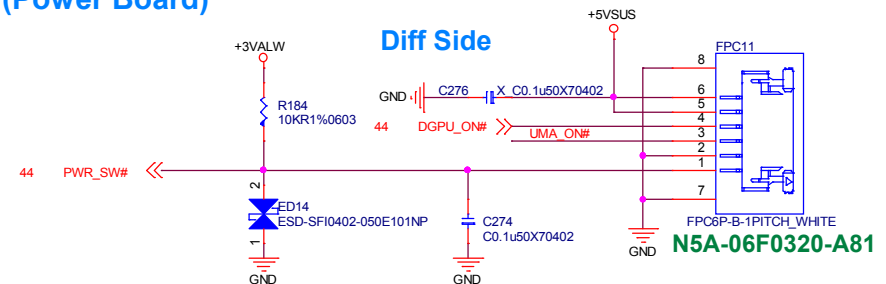 (Power Board)
+5VSUS
+3VALW
Diff Side
FPC11
8
GND
C276
X_C0.1u50X70402
6
5
R184
10KR1%0603
44
DGPU_ON#
4
UMA_ON#
3
2
44
PWR_SW#
1
2
ED14
ESD-SFI0402-050E101NP
1
C274
C0.1u50X70402
7
FPC6P-B-1PITCH_WHITE
N5A-06F0320-A81
GND
GND
GND